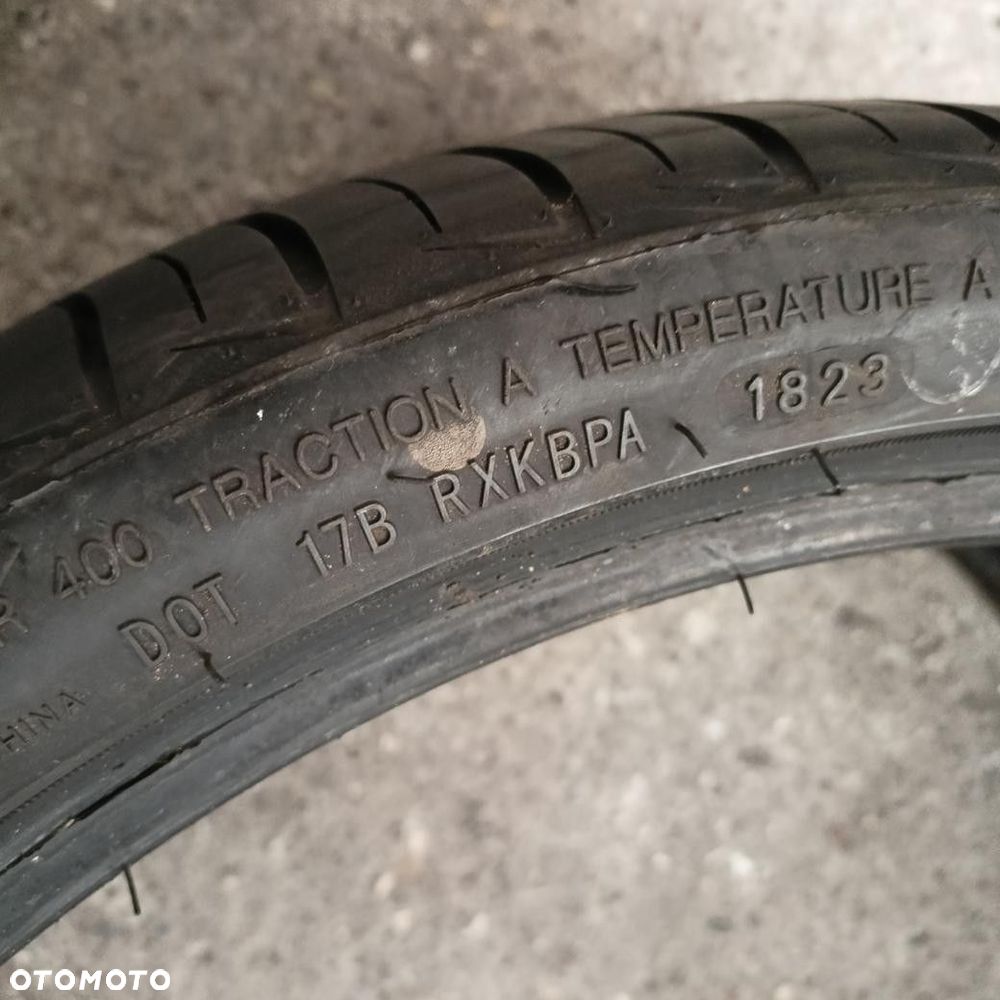 400 TRACTION A TEMPERATURE A
DOT 17B RXKBPA 1823
OTOMOTO